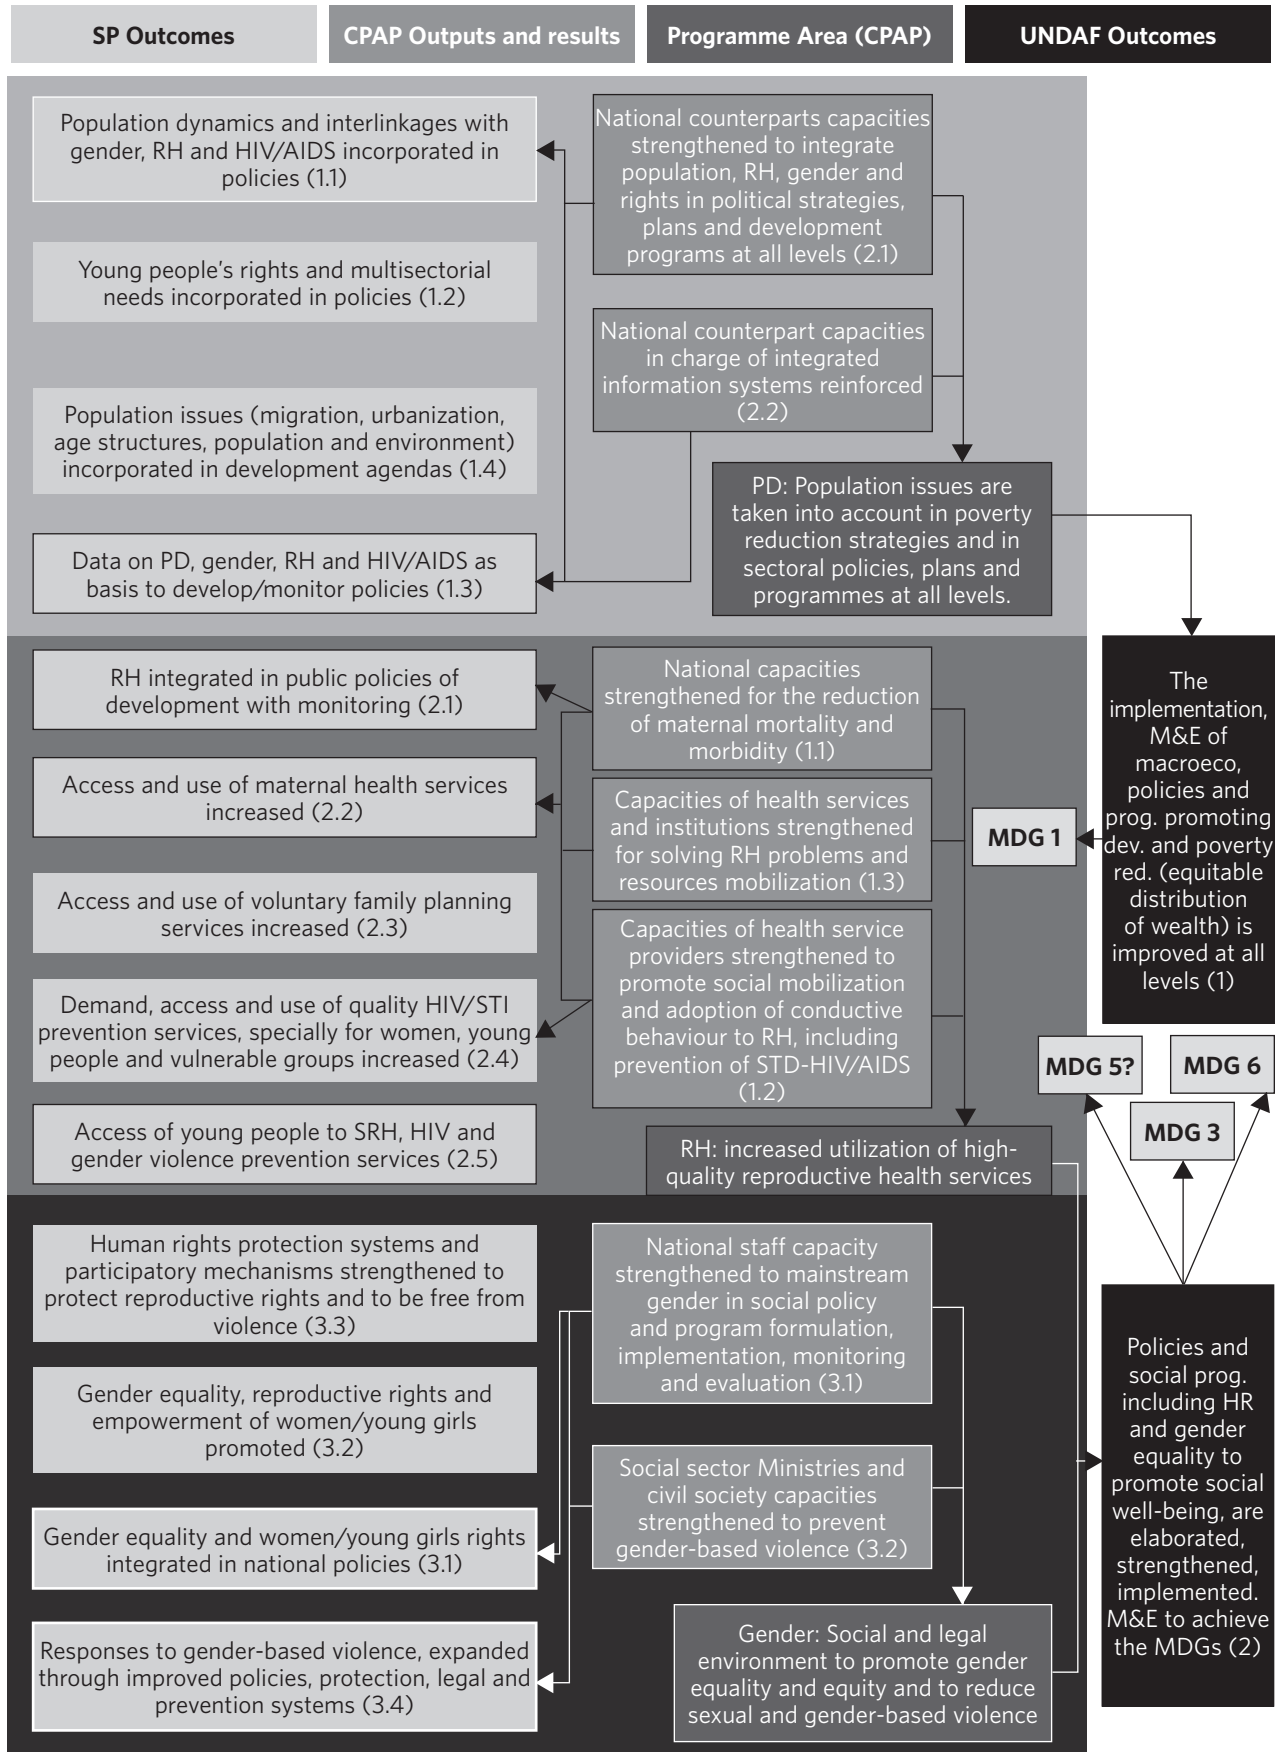 SP Outcomes
CPAP Outputs and results
Programme Area (CPAP)
UNDAF Outcomes
Population dynamics and interlinkages with
gender, RH and HIV/AIDS incorporated in
policies (1.1)
Young people's rights and multisectorial
needs incorporated in policies (1.2)
Population issues (migration, urbanization,
age structures, population and environment)
incorporated in development agendas (1.4)
Data on PD, gender, RH and HIV/AIDS as
basis to develop/monitor policies (1.3)
National counterparts capacities
strengthened to integrate
population, RH, gender and
rights in political strategies,
plans and development
programs at all levels (2.1)
National counterpart capacities
in charge of integrated
information systems reinforced
(2.2)
PD: Population issues are
taken into account in poverty
reduction strategies and in
sectoral policies, plans and
programmes at all levels.
RH integrated in public policies of
development with monitoring (2.1)
Access and use of maternal health services
increased (2.2)
Access and use of voluntary family planning
services increased (2.3)
Demand, access and use of quality HIV/STI
prevention services, specially for women, young
people and vulnerable groups increased (2.4)
Access of young people to SRH, HIV and
gender violence prevention services (2.5)
National capacities
strengthened for the reduction
of maternal mortality and
morbidity (1.1)
Capacities of health services
and institutions strengthened
for solving RH problems and
resources mobilization (1.3)
Capacities of health service
providers strengthened to
promote social mobilization
and adoption of conductive
behaviour to RH, including
prevention of STD-HIV/AIDS
(1.2)
RH: increased utilization of high-
quality reproductive health services
MDG 1
The
implementation,
M&E of
macroeco,
policies and
prog. promoting
dev. and poverty
red. (equitable
distribution
of wealth) is
improved at all
levels (1)
MDG 5?
MDG 6
MDG 3
Human rights protection systems and
participatory mechanisms strengthened to
protect reproductive rights and to be free from
violence (3.3)
Gender equality, reproductive rights and
empowerment of women/young girls
promoted (3.2)
Gender equality and women/young girls rights
integrated in national policies (3.1)
Responses to gender-based violence, expanded
through improved policies, protection, legal and
prevention systems (3.4)
National staff capacity
strengthened to mainstream
gender in social policy
and program formulation,
implementation, monitoring
and evaluation (3.1)
Social sector Ministries and
civil society capacities
strengthened to prevent
gender-based violence (3.2)
Gender: Social and legal
environment to promote gender
equality and equity and to reduce
sexual and gender-based violence
Policies and
social prog.
including HR
and gender
equality to
promote social
well-being, are
elaborated,
strengthened,
implemented.
M&E to achieve
the MDGs (2)